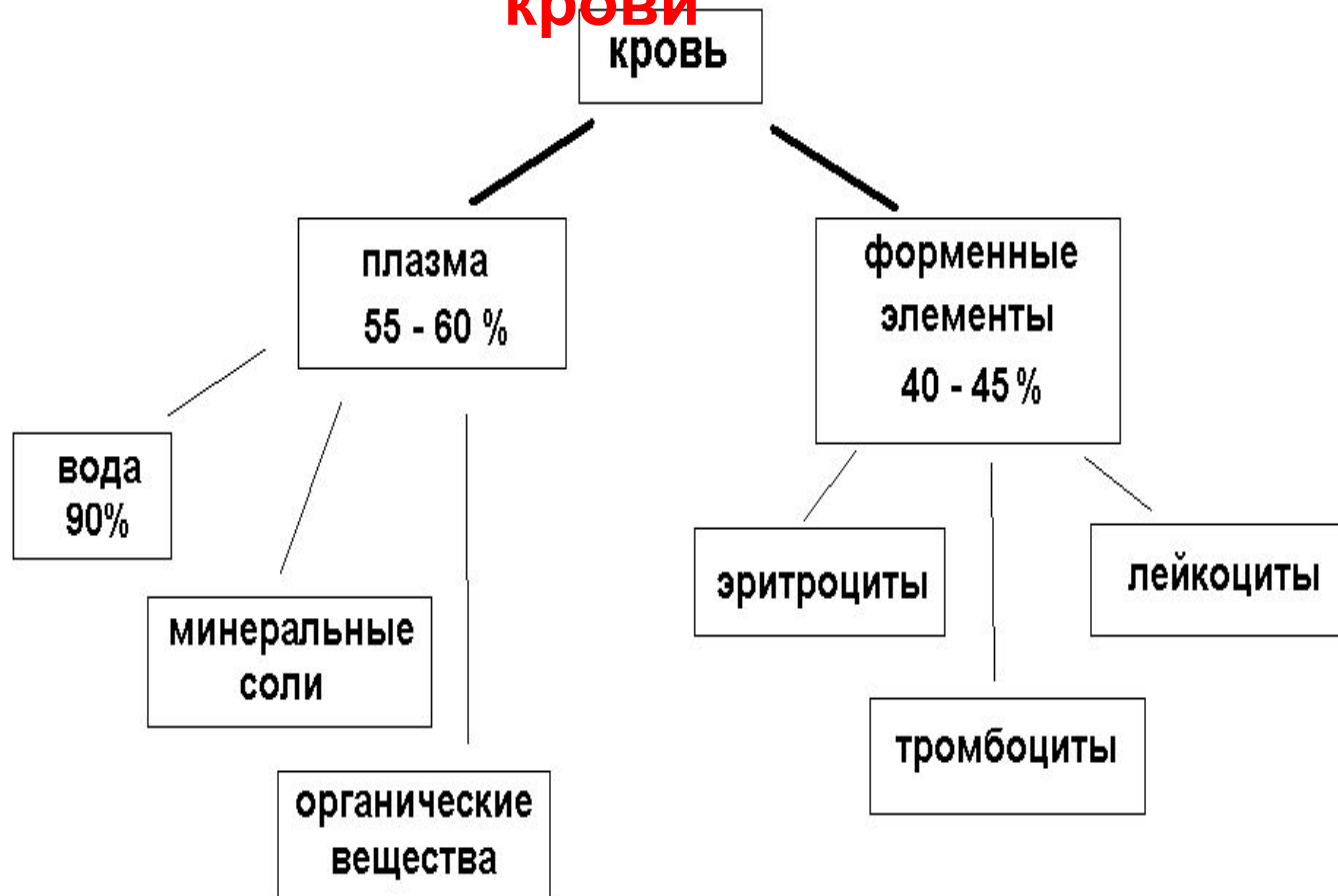 крови
кровь
плазма
55 - 60 %
форменные
элементы
40 - 45 %
вода
90%
минеральные
соли
органические
вещества
эритроциты
тромбоциты
лейкоциты